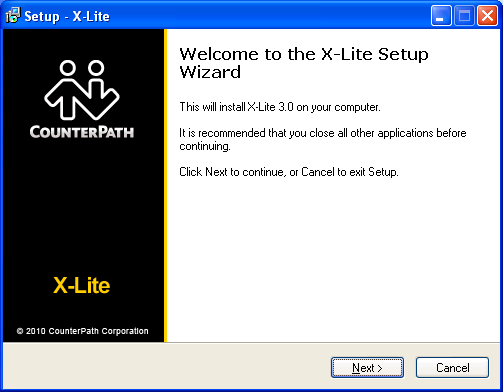 Setup - X-Lite
Welcome to the X-Lite Setup
Wizard
This will install X-Lite 3.0 on your computer.
It is recommended that you close all other applications before
continuing.
Click Next to continue, or Cancel to exit Setup.
COUNTERPATH
X-Lite
© 2010 CounterPath Corporation
Next >
Cancel